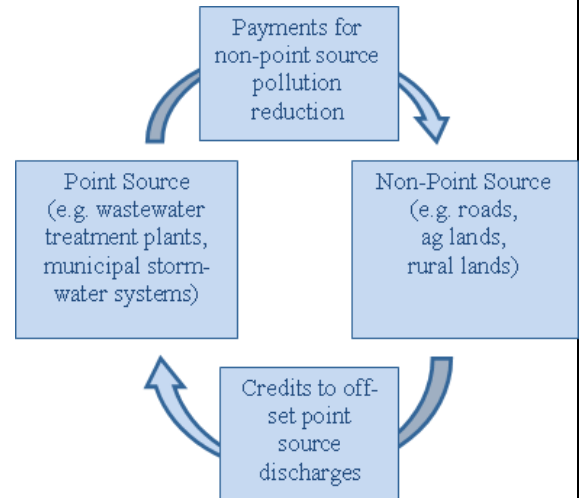 Payments for
non-point source
pollution
reduction
Point Source
(e.g. wastewater
treatment plants,
municipal storm-
water systems)
Non-Point Source
(e.g. roads,
ag lands,
rural lands)
Credits to off-
set point
source
discharges